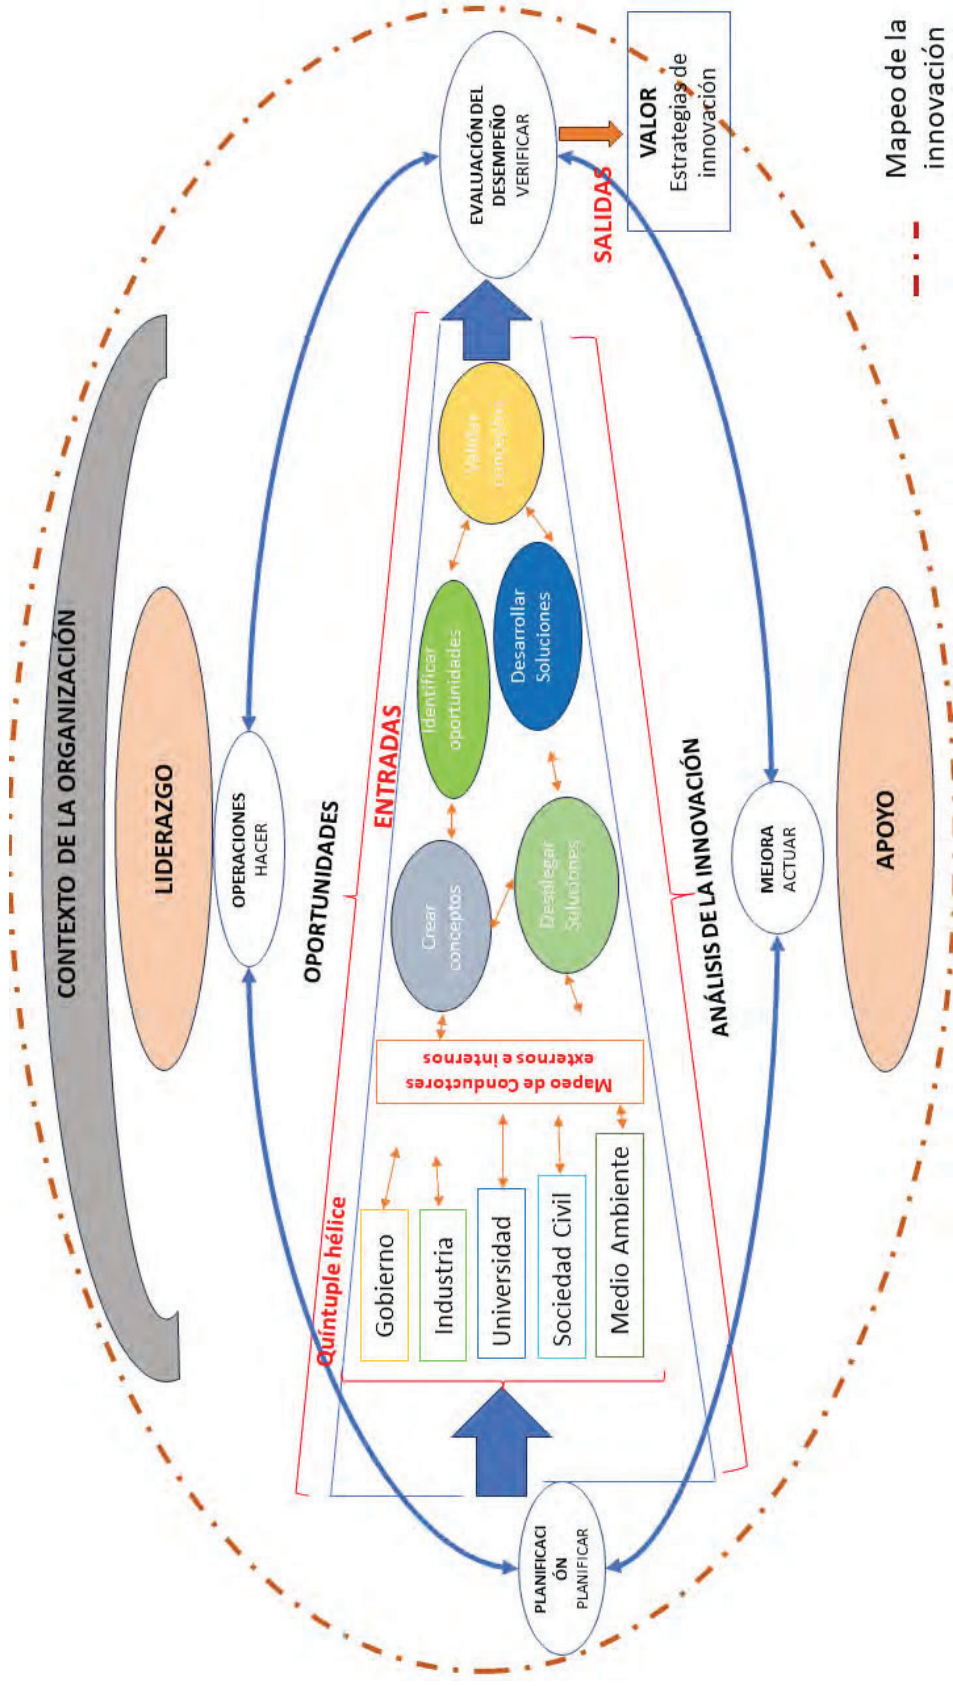 CONTEXTO DE LA ORGANIZACIÓN
LIDERAZGO
OPERACIONES
HACER
OPORTUNIDADES
ENTRADAS
Quíntuple hélice
Gobierno
Industria
Universidad
Sociedad Civil
Medio Ambiente
Mapeo de Conductores
externos e internos
Crear
conceptos
Identificar
oportunidades
Validar
conceptos
Desplegar
Soluciones
Desarrollar
Soluciones
PLANIFICACI
ÓN
PLANIFICAR
EVALUACIÓN DEL
DESEMPEÑO
VERIFICAR
SALIDAS
VALOR
Estrategias de
innovación
ANÁLISIS DE LA INNOVACIÓN
MEJORA
ACTUAR
APOYO
Mapeo de la
innovación